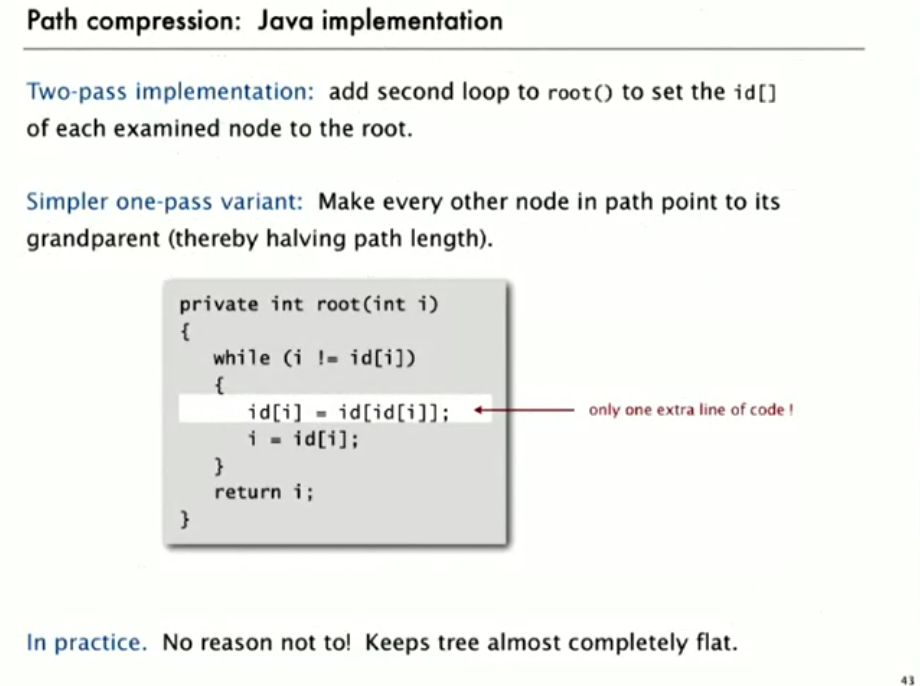 Path compression: Java implementation
Two-pass implementation: add second loop to root() to set the id[]
of each examined node to the root.
Simpler one-pass variant: Make every other node in path point to its
grandparent (thereby halving path length).
private int root(int i)
{
while (i != id[i])
{
id[i] = id[id[i]];
only one extra line of code !
i = id[i];
}
return i;
}
In practice. No reason not to! Keeps tree almost completely flat.
43